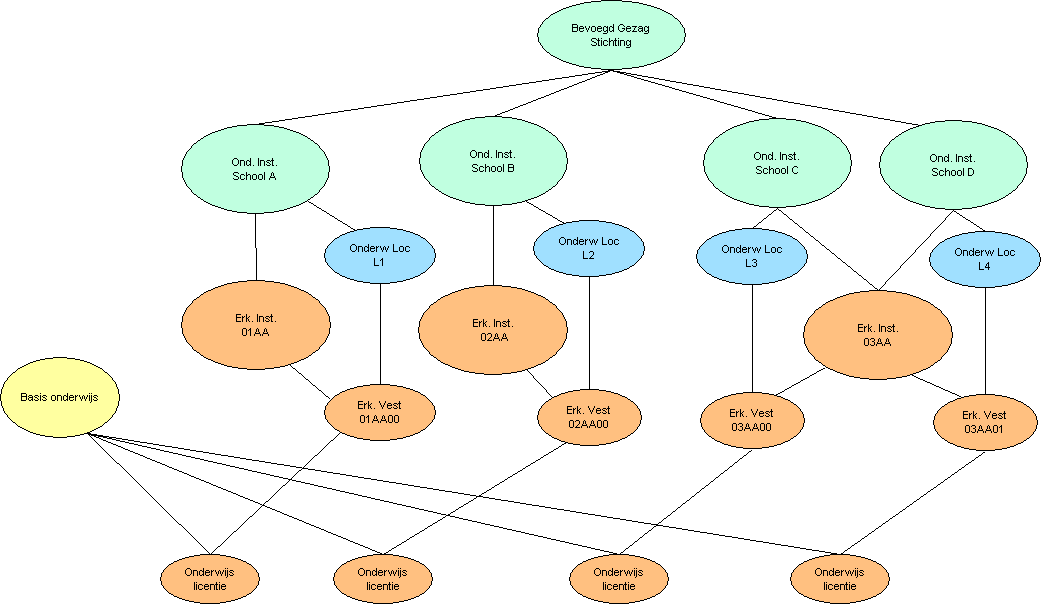 Bevoegd Gezag
Stichting
Ond. Inst.
School A
Ond. Inst.
School B
Ond. Inst.
School C
Ond. Inst.
School D
Onderw Loc
L1
Onderw Loc
L2
Onderw Loc
L3
Onderw Loc
L4
Erk. Inst.
01AA
Erk. Inst.
02AA
Erk. Inst.
03AA
Basis onderwijs
Erk. Vest
01AA00
Erk. Vest
02AA00
Erk. Vest
03AA00
Erk. Vest
03AA01
Onderwijs
licentie
Onderwijs
licentie
Onderwijs
licentie
Onderwijs
licentie